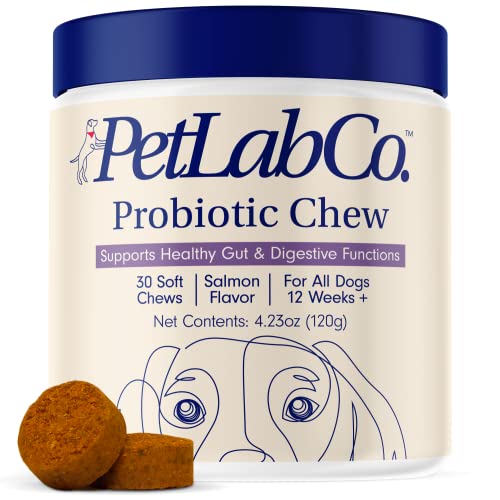 PetLabCo.™
Probiotic Chew
Supports Healthy Gut & Digestive Functions
30 Soft Chews | Salmon Flavor | For All Dogs 12 Weeks +
Net Contents: 4.23oz (120g)